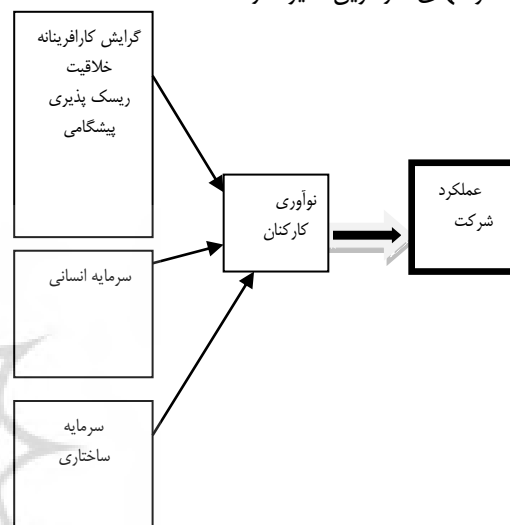 گرایش کارافرینانه
خلاقیت
ریسک پذیری
پیشگامی
نوآوری
کارکنان
عملکرد
شرکت
سرمایه انسانی
سرمایه
ساختاری